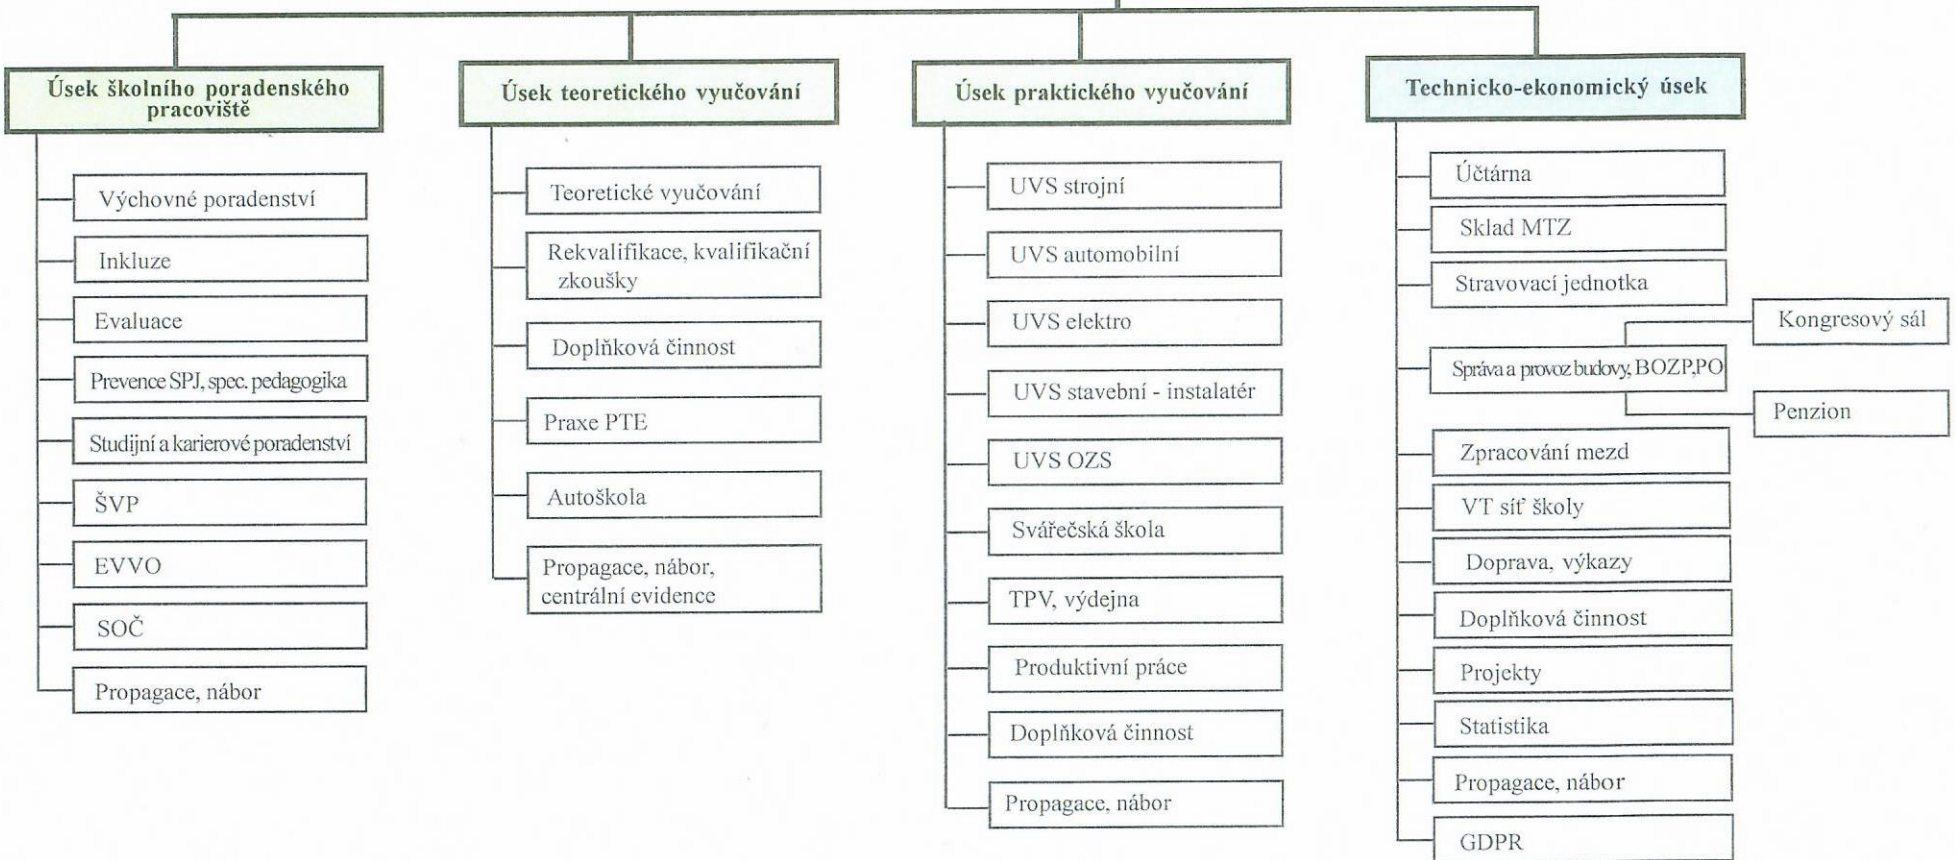 Úsek školního poradenského
pracoviště
Výchovné poradenství
Inkluze
Evaluace
Prevence SPJ, spec. pedagogika
Studijní a karierové poradenství
ŠVP
EVVO
SOČ
Propagace, nábor
Úsek teoretického vyučování
Teoretické vyučování
Rekvalifikace, kvalifikační
zkoušky
Doplňková činnost
Praxe PTE
Autoškola
Propagace, nábor,
centrální evidence
Úsek praktického vyučování
UVS strojní
UVS automobilní
UVS elektro
UVS stavební - instalatér
UVS OZS
Svářečská škola
TPV, výdejna
Produktivní práce
Doplňková činnost
Propagace, nábor
Technicko-ekonomický úsek
Účtárna
Sklad MTZ
Stravovací jednotka
Správa a provoz budovy, BOZP,PO
Kongresový sál
Penzion
Zpracování mezd
VT síť školy
Doprava, výkazy
Doplňková činnost
Projekty
Statistika
Propagace, nábor
GDPR